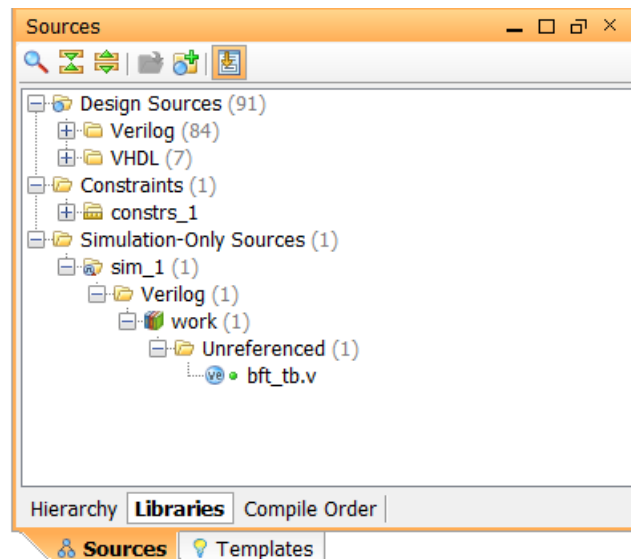 Sources
Design Sources (91)
Verilog (84)
VHDL (7)
Constraints (1)
constrs_1
Simulation-Only Sources (1)
sim_1 (1)
Verilog (1)
work (1)
Unreferenced (1)
ve bft_tb.v
Hierarchy Libraries Compile Order
Sources Templates